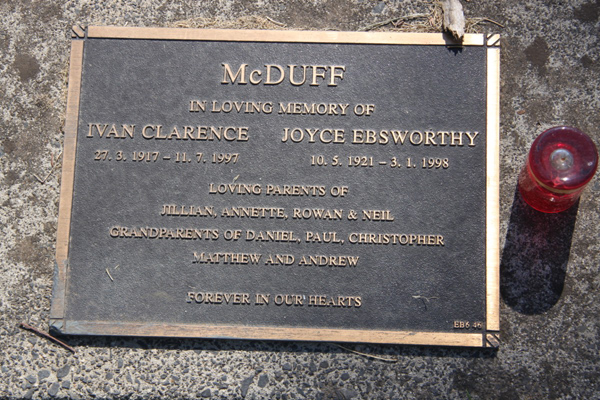 McDUFF
IN LOVING MEMORY OF
IVAN CLARENCE JOYCE EBSWORTHY
27. 3. 1917 – 11. 7. 1997 10. 5. 1921 – 3. 1. 1998
LOVING PARENTS OF
JILLIAN, ANNETTE, ROWAN & NEIL
GRANDPARENTS OF DANIEL, PAUL, CHRISTOPHER
MATTHEW AND ANDREW
FOREVER IN OUR HEARTS
EB6 46